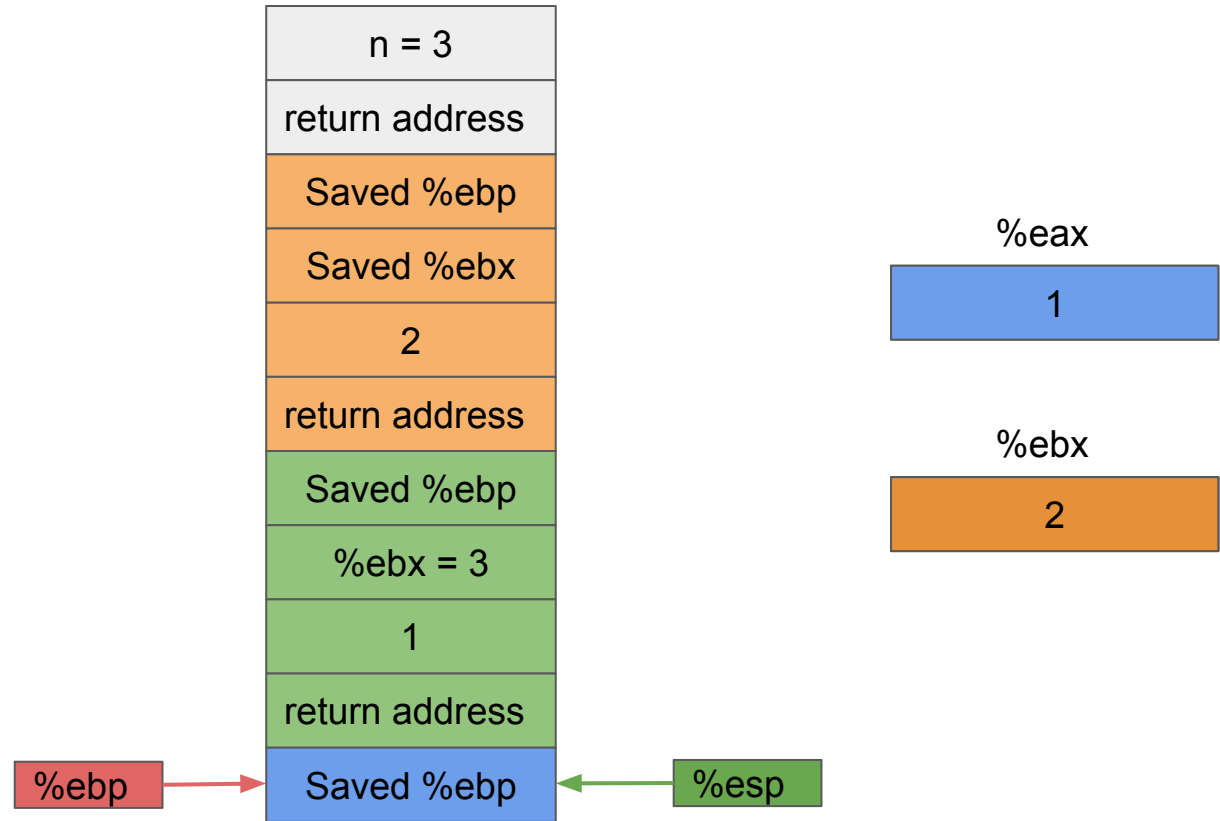 n = 3
return address
Saved %ebp
Saved %ebx
2
return address
Saved %ebp
%ebx = 3
1
return address
Saved %ebp
%ebp
%esp
%eax
1
%ebx
2